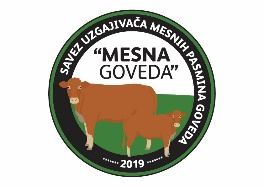 SAVEZ UZGAJIVAČA MESNIH PASMINA GOVEDA
“MESNA
GOVEDA”
2019